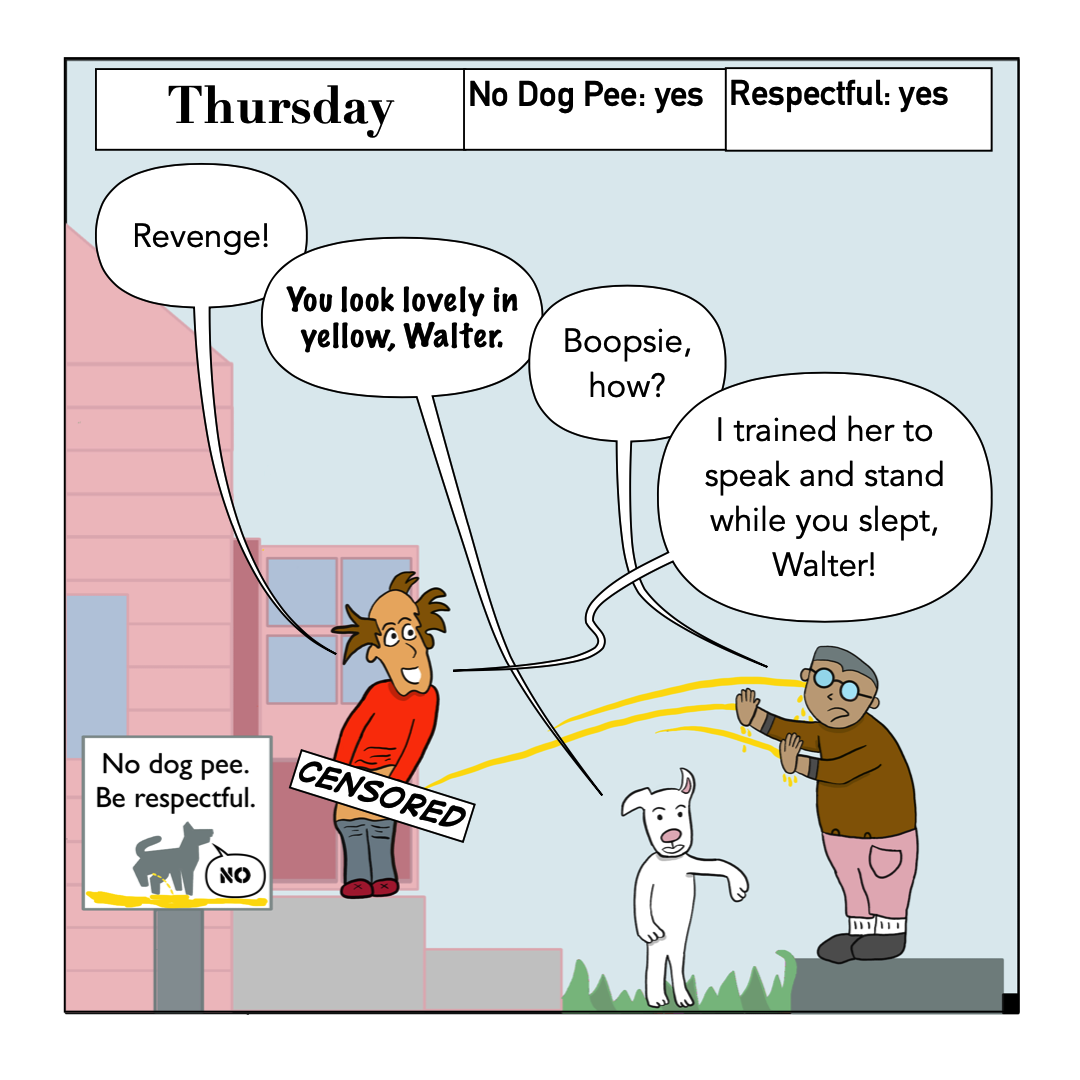 Thursday
No Dog Pee: yes
Respectful: yes
Revenge!
You look lovely in
yellow, Walter.
Boopsie,
how?
I trained her to
speak and stand
while you slept,
Walter!
No dog pee.
Be respectful.
NO
CENSORED